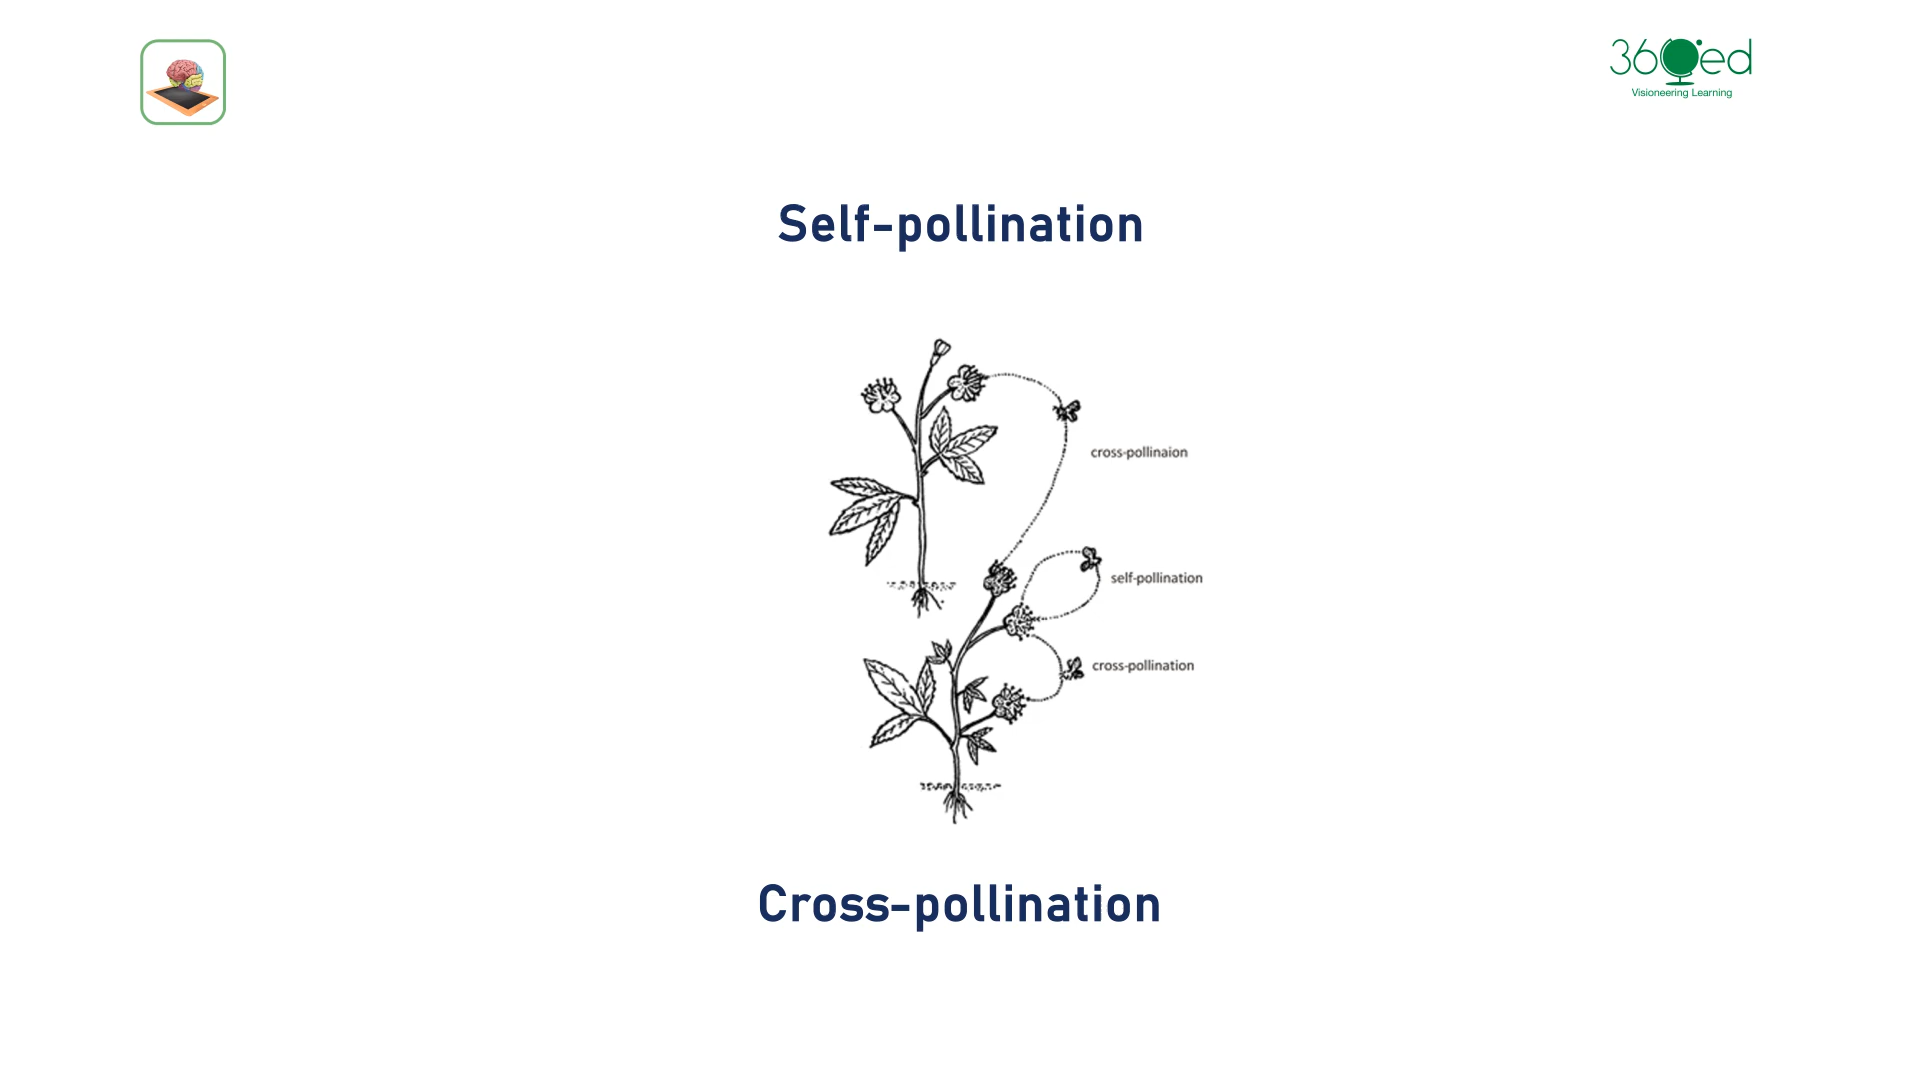 360ed
Visioneering Learning
Self-pollination
cross-pollinaion
self-pollination
cross-pollination
Cross-pollination